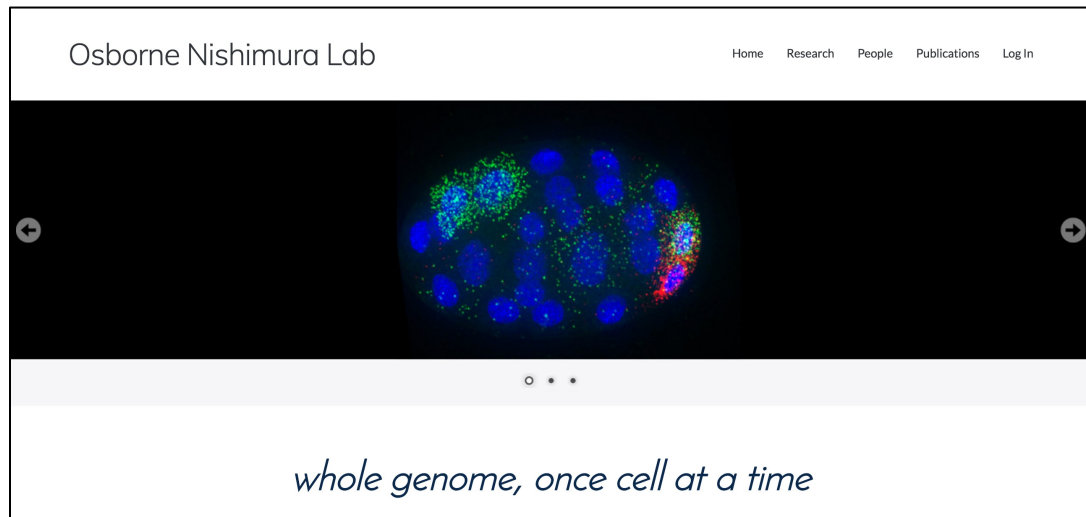 Osborne Nishimura Lab
Home Research People Publications Log In
whole genome, once cell at a time